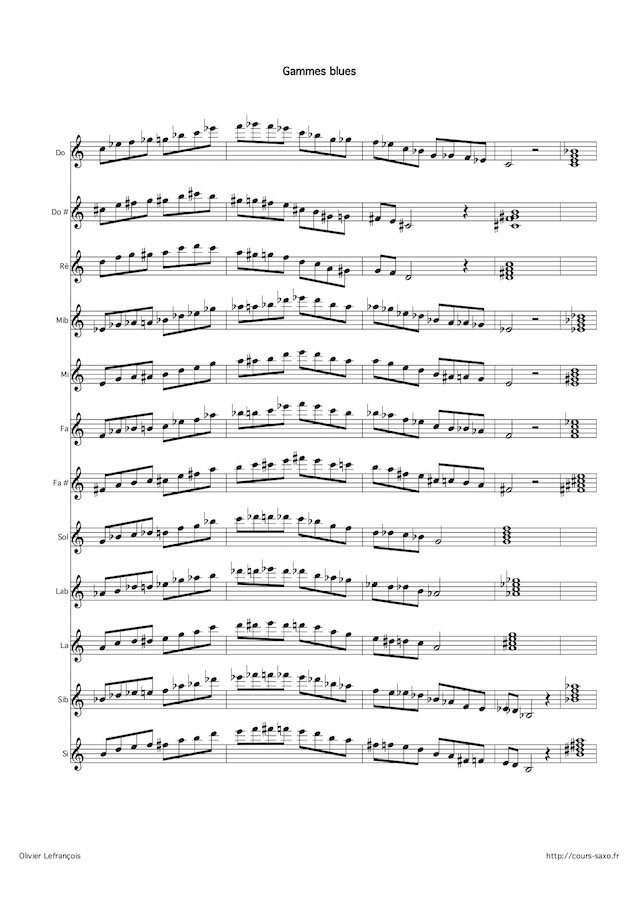 Gammes blues
Do
Do #
Ré
Mib
Mi
Fa
Fa #
Sol
Lab
La
Sib
Si
Olivier Lefrançois
http://cours-saxo.fr